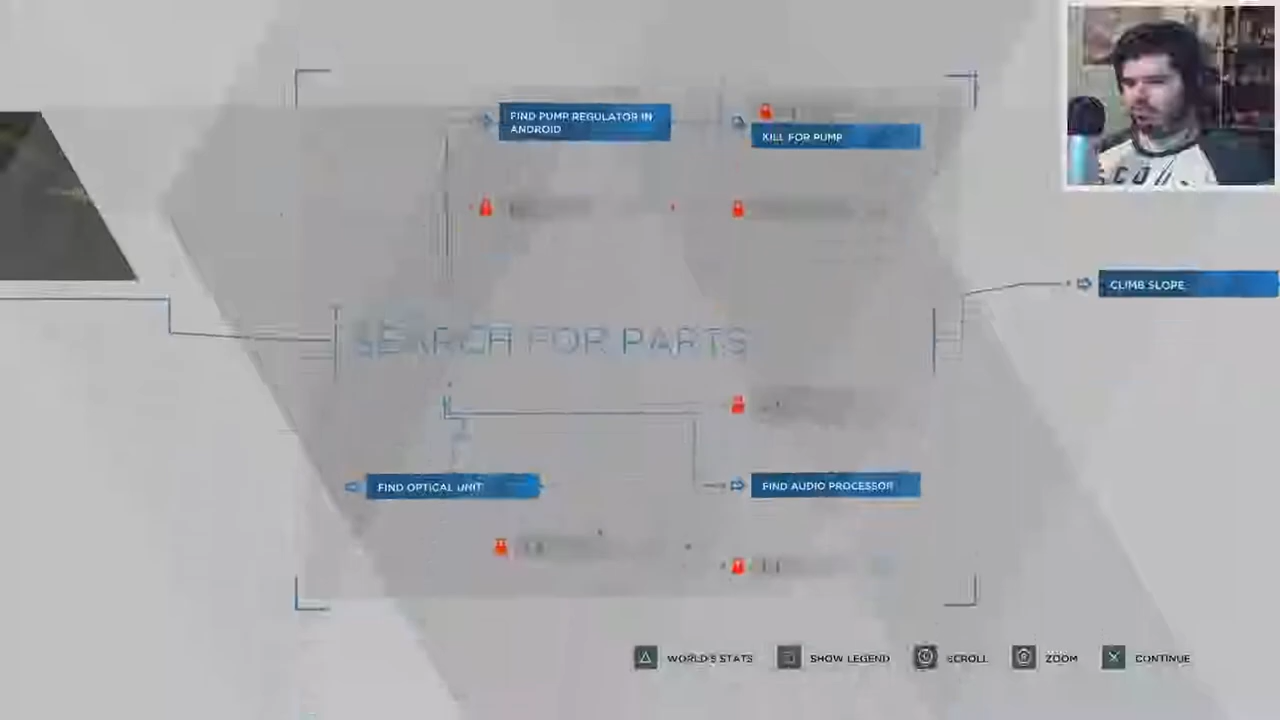 FIND PUMP REGULATOR IN
ANDROID
KILL FOR PUMP
CLIMB SLOPE
SEARCH FOR PARTS
FIND OPTICAL UNIT
FIND AUDIO PROCESSOR
WORLD'S STATS
SHOW LEGEND
SCROLL
R
ZOOM
CONTINUE